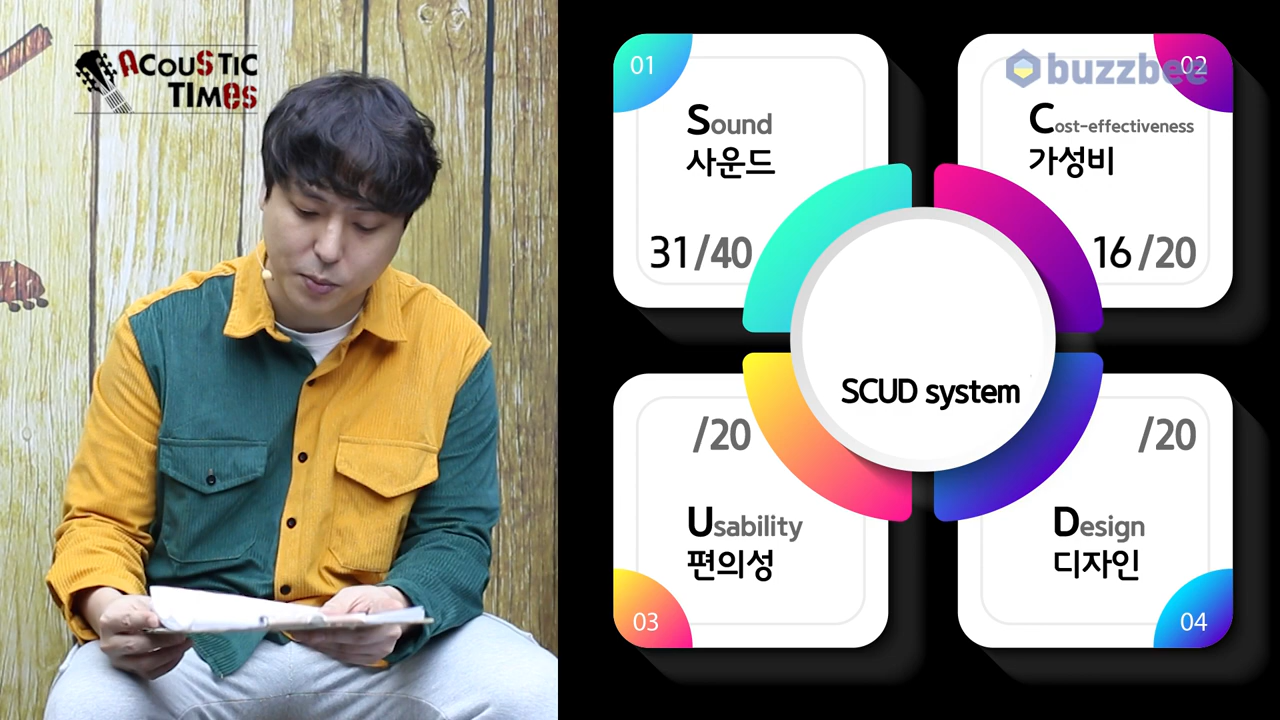 ACOUSTIC
TIMES
buzzbee
01
Sound
사운드
31/40
02
Cost-effectiveness
가성비
16/20
SCUD system
/20
Usability
편의성
03
/20
Design
디자인
04